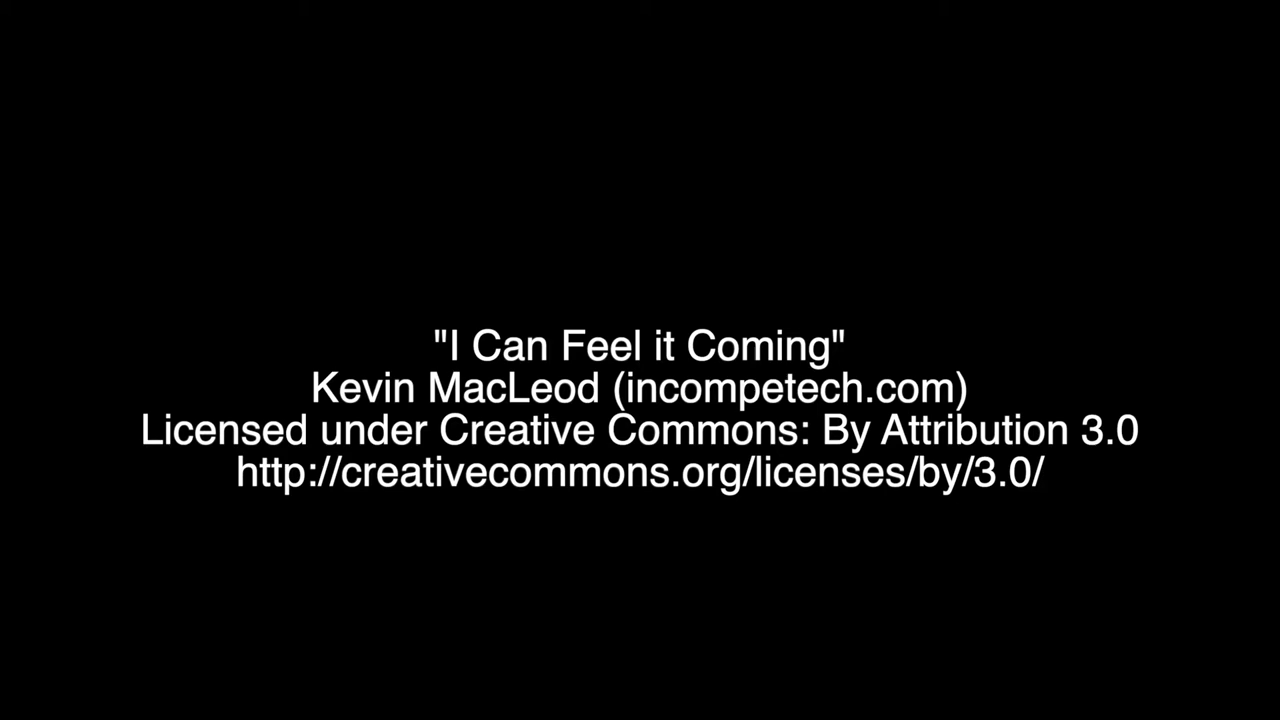 "I Can Feel it Coming"
Kevin MacLeod (incompetech.com)
Licensed under Creative Commons: By Attribution 3.0
http://creativecommons.org/licenses/by/3.0/